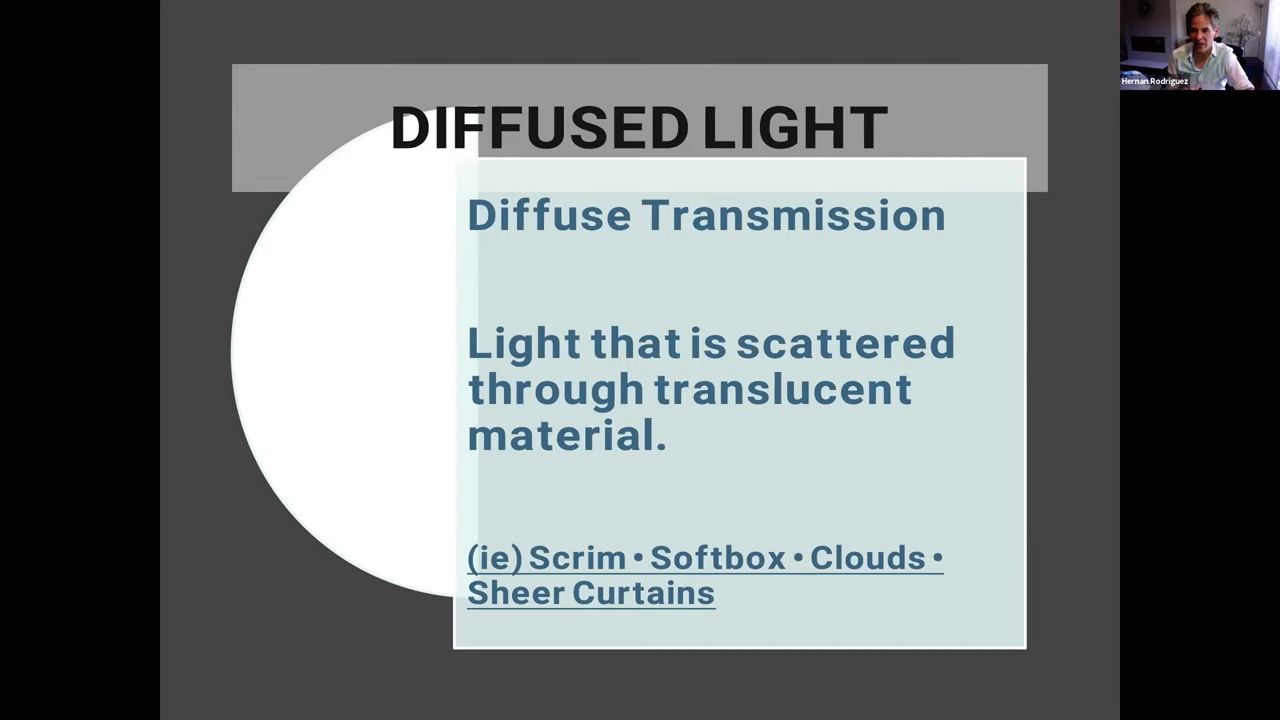 DIFFUSED LIGHT
Diffuse Transmission
Light that is scattered
through translucent
material.
(ie) Scrim • Softbox • Clouds •
Sheer Curtains
Hernan Rodriguez